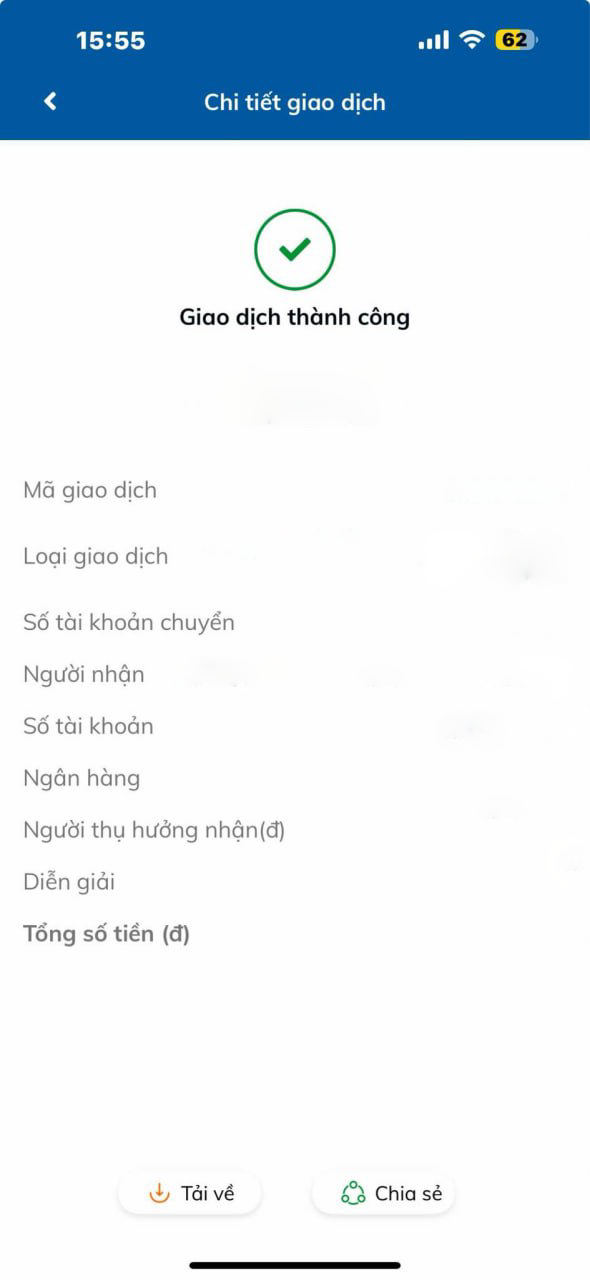 15:55
62
Chi tiết giao dịch
Giao dịch thành công
Mã giao dịch
Loại giao dịch
Số tài khoản chuyển
Người nhận
Số tài khoản
Ngân hàng
Người thụ hưởng nhận(đ)
Diễn giải
Tổng số tiền (đ)
Tải về
Chia sẻ